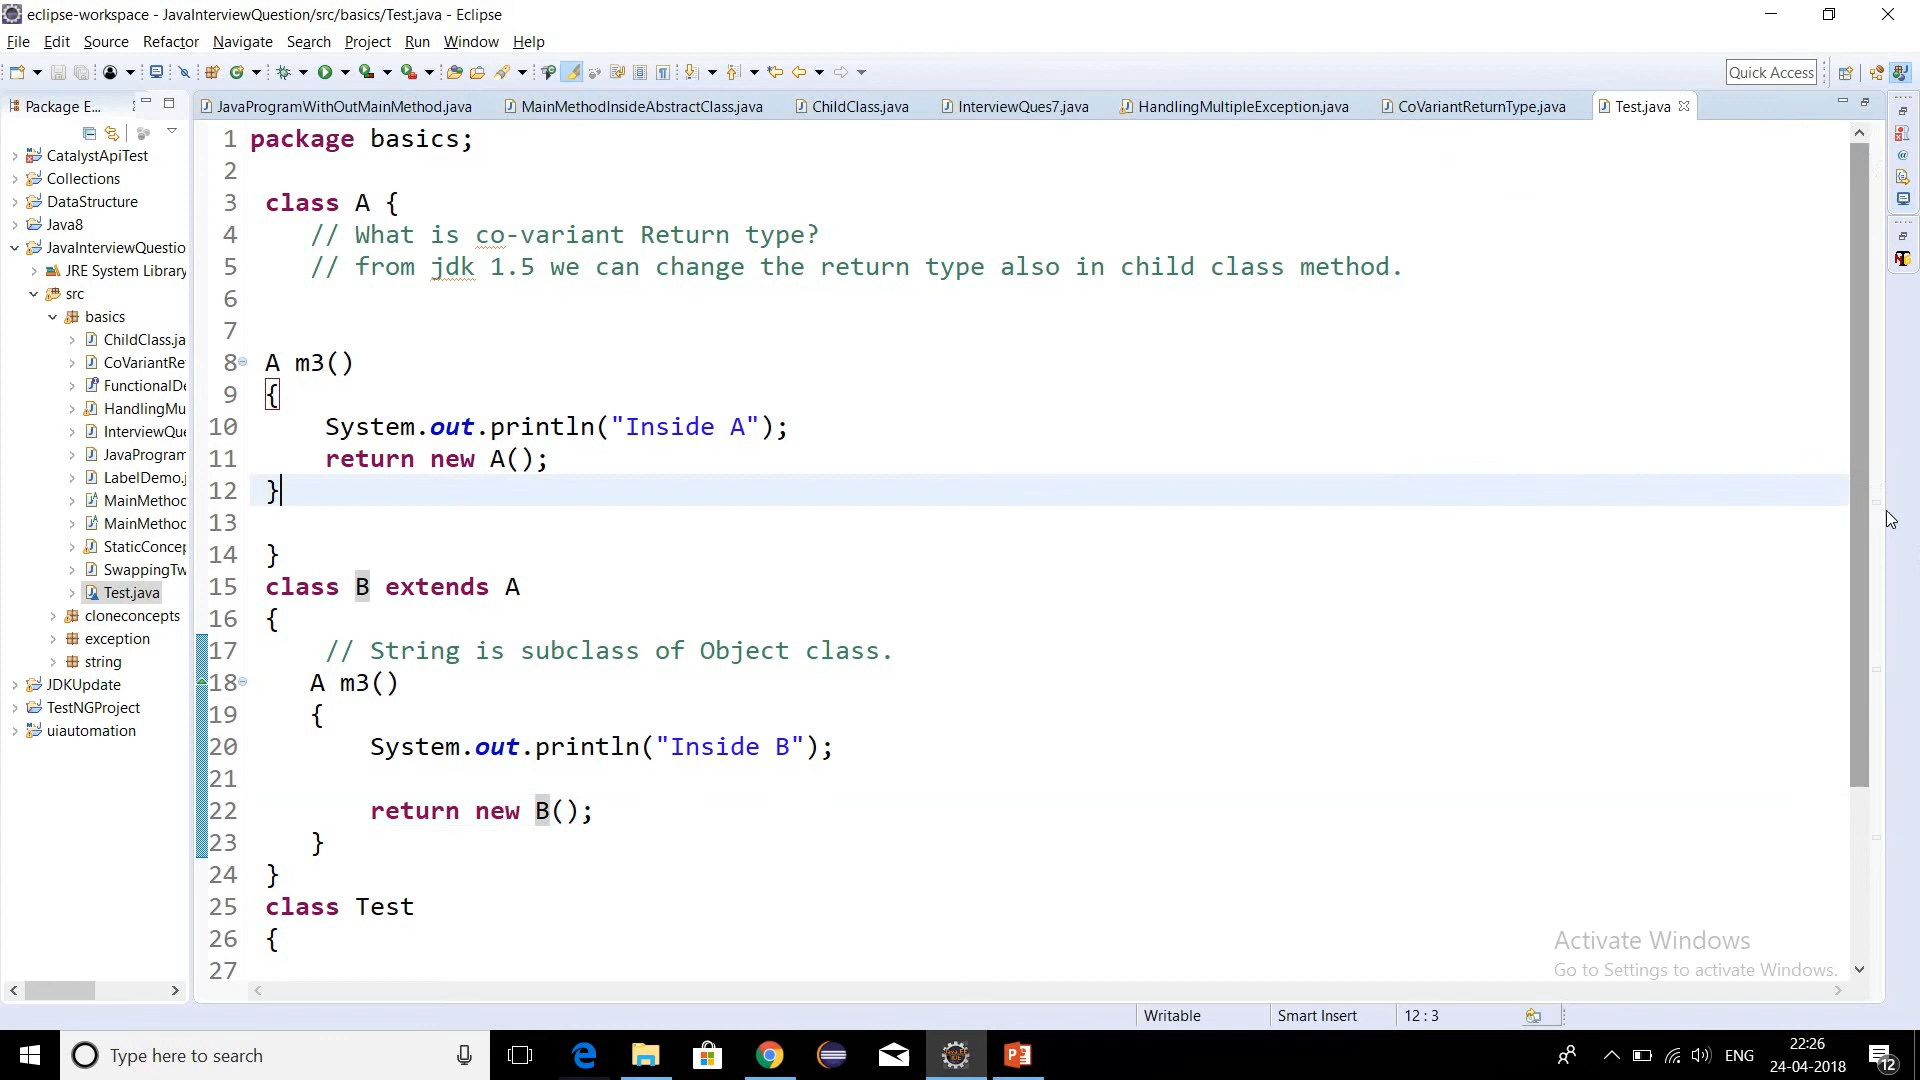 eclipse-workspace - JavaInterviewQuestion/src/basics/Test.java - Eclipse
File Edit Source Refactor Navigate Search Project Run Window Help
Quick Access
Package E...
JavaProgramWithOutMainMethod.java MainMethodInsideAbstractClass.java ChildClass.java InterviewQues7.java HandlingMultipleException.java CoVariantReturnType.java Test.java
CatalystApiTest
Collections
DataStructure
Java8
JavaInterviewQuestio
JRE System Library
src
basics
ChildClass.ja
CoVariantRe
FunctionalDe
HandlingMu
InterviewQue
JavaProgram
LabelDemo.j
MainMethod
MainMethod
StaticConcep
SwappingTw
Test.java
cloneconcepts
exception
string
JDKUpdate
TestNGProject
uiautomation
1 package basics;
2
3 class A {
4 // What is co-variant Return type?
5 // from jdk 1.5 we can change the return type also in child class method.
6
7
8 A m3()
9 {
10 System.out.println("Inside A");
11 return new A();
12 }
13
14 }
15 class B extends A
16 {
17 // String is subclass of Object class.
18 A m3()
19 {
20 System.out.println("Inside B");
21
22 return new B();
23 }
24 }
25 class Test
26 {
27
Activate Windows
Go to Settings to activate Windows.
Writable Smart Insert 12 : 3
Type here to search
ENG
22:26
24-04-2018
12